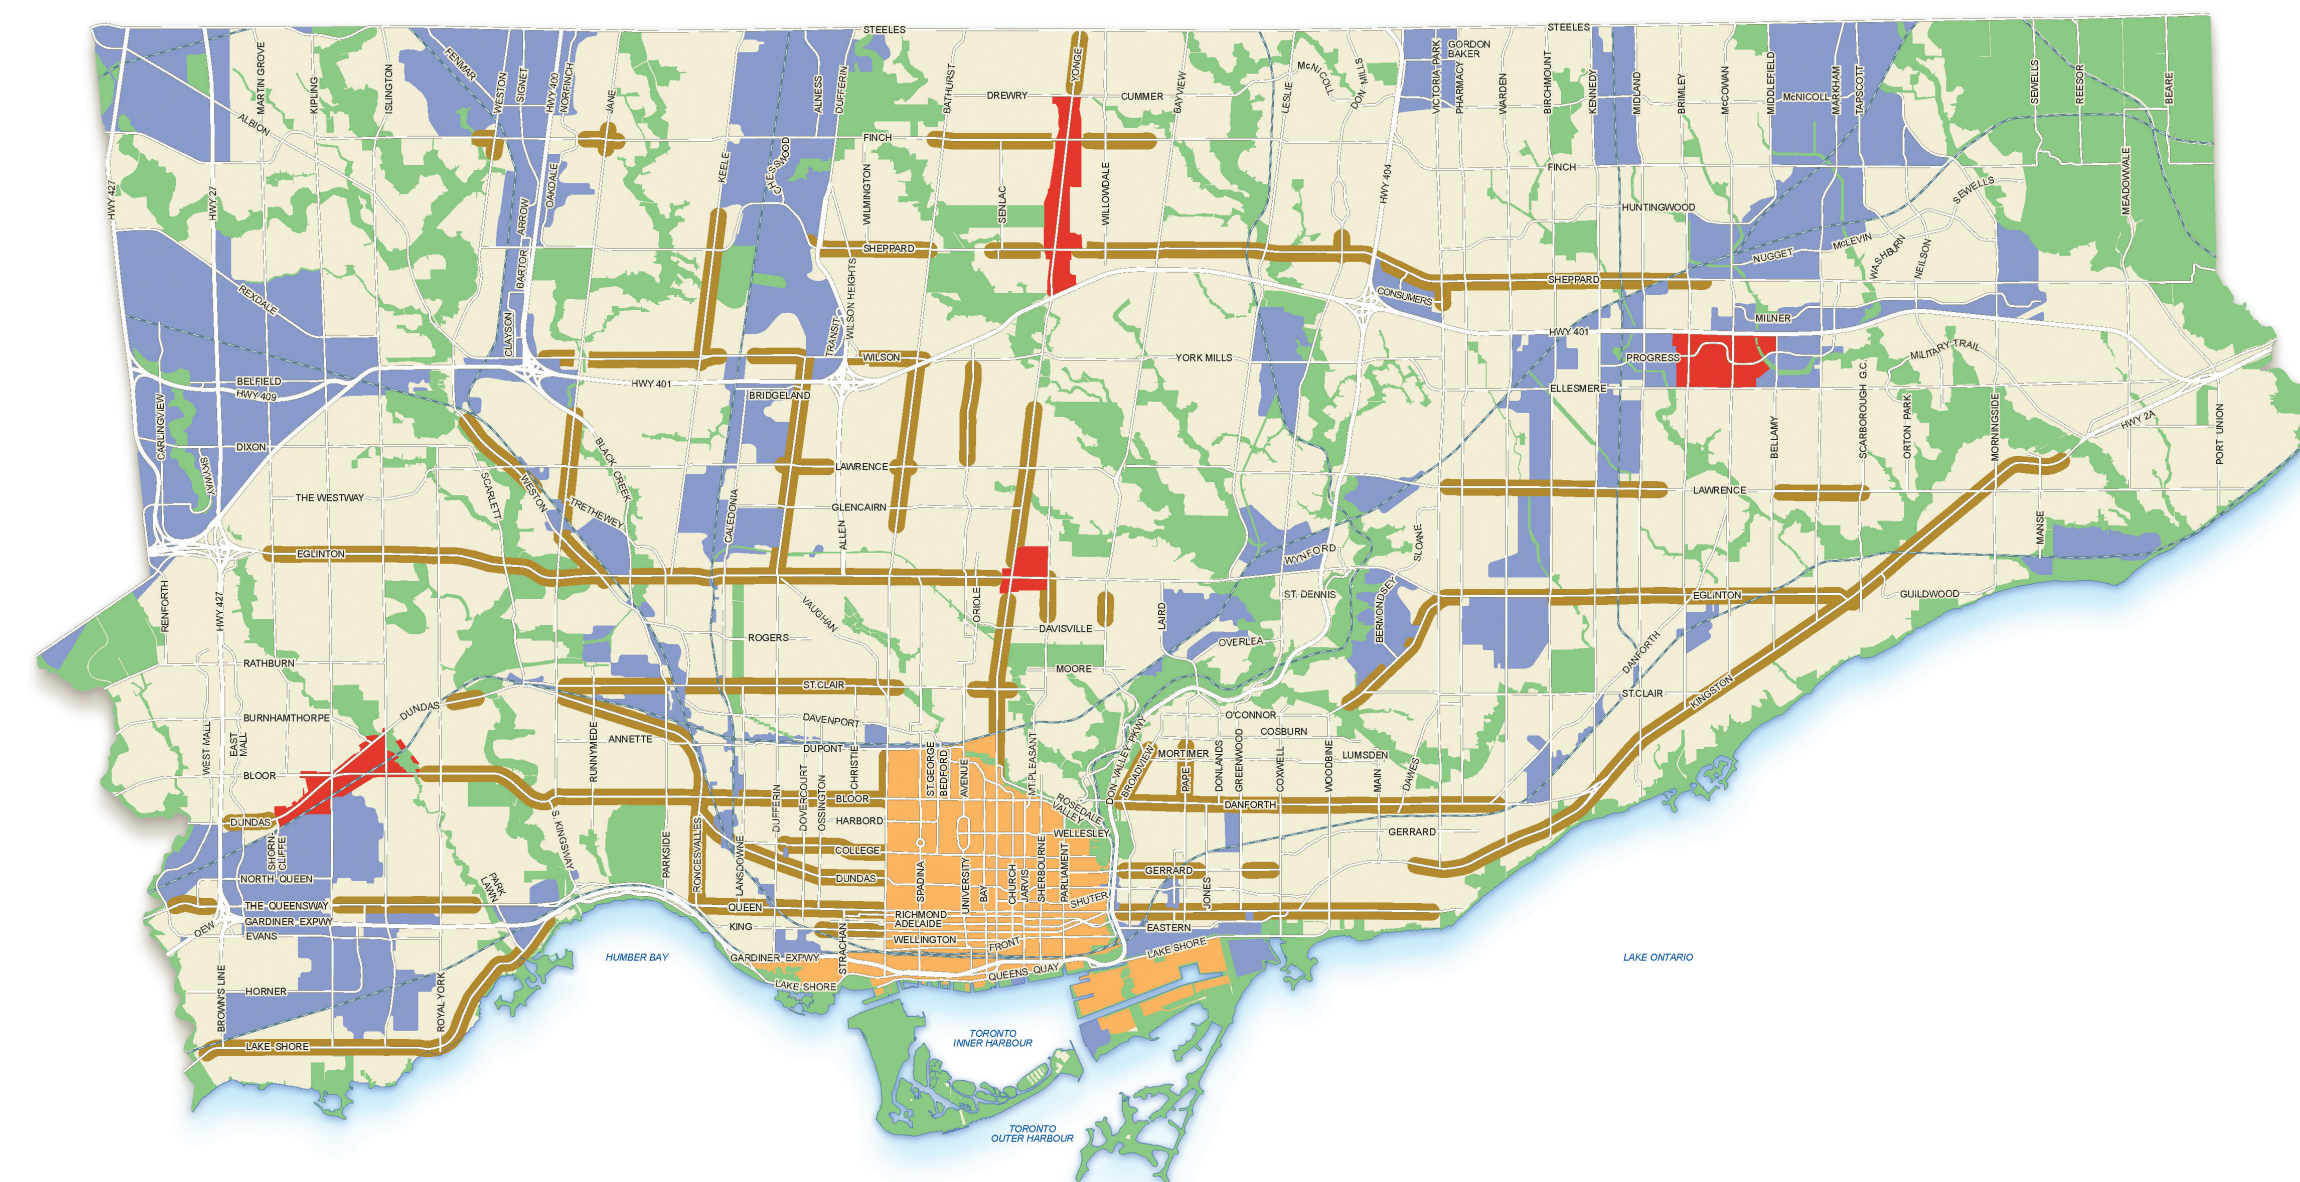 STEELES
STEELES
MARTIN GROVE
KIPLING
ISLINGTON
FENMAR
WESTON
SIGNET
HWY 400
NORFINCH
JANE
ALNESS
DUFFERIN
BATHURST
YONGE
DREWRY
CUMMER
BAYVIEW
LESLIE
McNICOLL
DON MILLS
VICTORIA PARK
GORDON
BAKER
PHARMACY
WARDEN
BIRCHMOUNT
KENNEDY
MIDLAND
BRIMLEY
McCOWAN
MIDDLEFIELD
McNICOLL
MARKHAM
TAPSCOTT
SEWELLS
REESOR
BEARE
ALBION
FINCH
FINCH
HWY 427
HWY 27
OAKDALE
ARROW
BARTOR
KEELE
CHESSWOOD
WILMINGTON
SENLAC
WILLOWDALE
HWY 404
HUNTINGWOOD
SEWELLS
MEADOWVALE
SHEPPARD
SHEPPARD
NUGGET
McLEVIN
WASHBURN
NEILSON
CONSUMERS
REXDALE
CLAYSON
TRANSIT
WILSON HEIGHTS
MILNER
HWY 401
WILSON
YORK MILLS
PROGRESS
MILITARY TRAIL
BELFIELD
HWY 409
HWY 401
BRIDGELAND
ELLESMERE
CARLINGVIEW
SKYWAY
DIXON
BLACK CREEK
BELLAMY
SCARBOROUGH G.C.
ORTON PARK
MORNINGSIDE
HWY 2A
PORT UNION
LAWRENCE
LAWRENCE
THE WESTWAY
SCARLETT
WESTON
TRETHEWEY
CALEDONIA
GLENCAIRN
ALLEN
SLOANE
MANSE
EGLINTON
WYNFORD
RENFORTH
HWY 427
VAUGHAN
ORIOLE
LAIRD
ST. DENNIS
BERMONDSEY
EGLINTON
GUILDWOOD
ROGERS
DAVISVILLE
OVERLEA
DANFORTH
RATHBURN
MOORE
ST.CLAIR
ST.CLAIR
KINGSTON
BURNHAMTHORPE
DUNDAS
WEST MALL
EAST
MALL
RUNNYMEDE
ANNETTE
DAVENPORT
DUPONT
CHRISTIE
ST.GEORGE
BEDFORD
AVENUE
MT.PLEASANT
DON VALLEY PKWY
BROADVIEW
O'CONNOR
COSBURN
MORTIMER
PAPE
DONLANDS
GREENWOOD
COXWELL
WOODBINE
LUMSDEN
MAIN
DAWES
BLOOR
BLOOR
DUFFERIN
DOVERCOURT
OSSINGTON
ROSEDALE
VALLEY
DANFORTH
DUNDAS
SHORN-
CLIFFE
S. KINGSWAY
PARKSIDE
RONCESVALLES
LANSDOWNE
HARBORD
WELLESLEY
GERRARD
COLLEGE
DUNDAS
SPADINA
UNIVERSITY
BAY
CHURCH
JARVIS
SHERBOURNE
PARLIAMENT
GERRARD
JONES
NORTH QUEEN
PARK
LAWN
SHUTER
THE QUEENSWAY
QUEEN
RICHMOND
ADELAIDE
GARDINER EXPWY
DEW
EVANS
KING
STRACHAN
WELLINGTON
FRONT
EASTERN
LAKE SHORE
HUMBER BAY
GARDINER EXPWY
LAKE ONTARIO
QUEENS QUAY
LAKE SHORE
BROWN'S LINE
HORNER
ROYAL YORK
LAKE SHORE
TORONTO
INNER HARBOUR
TORONTO
OUTER HARBOUR